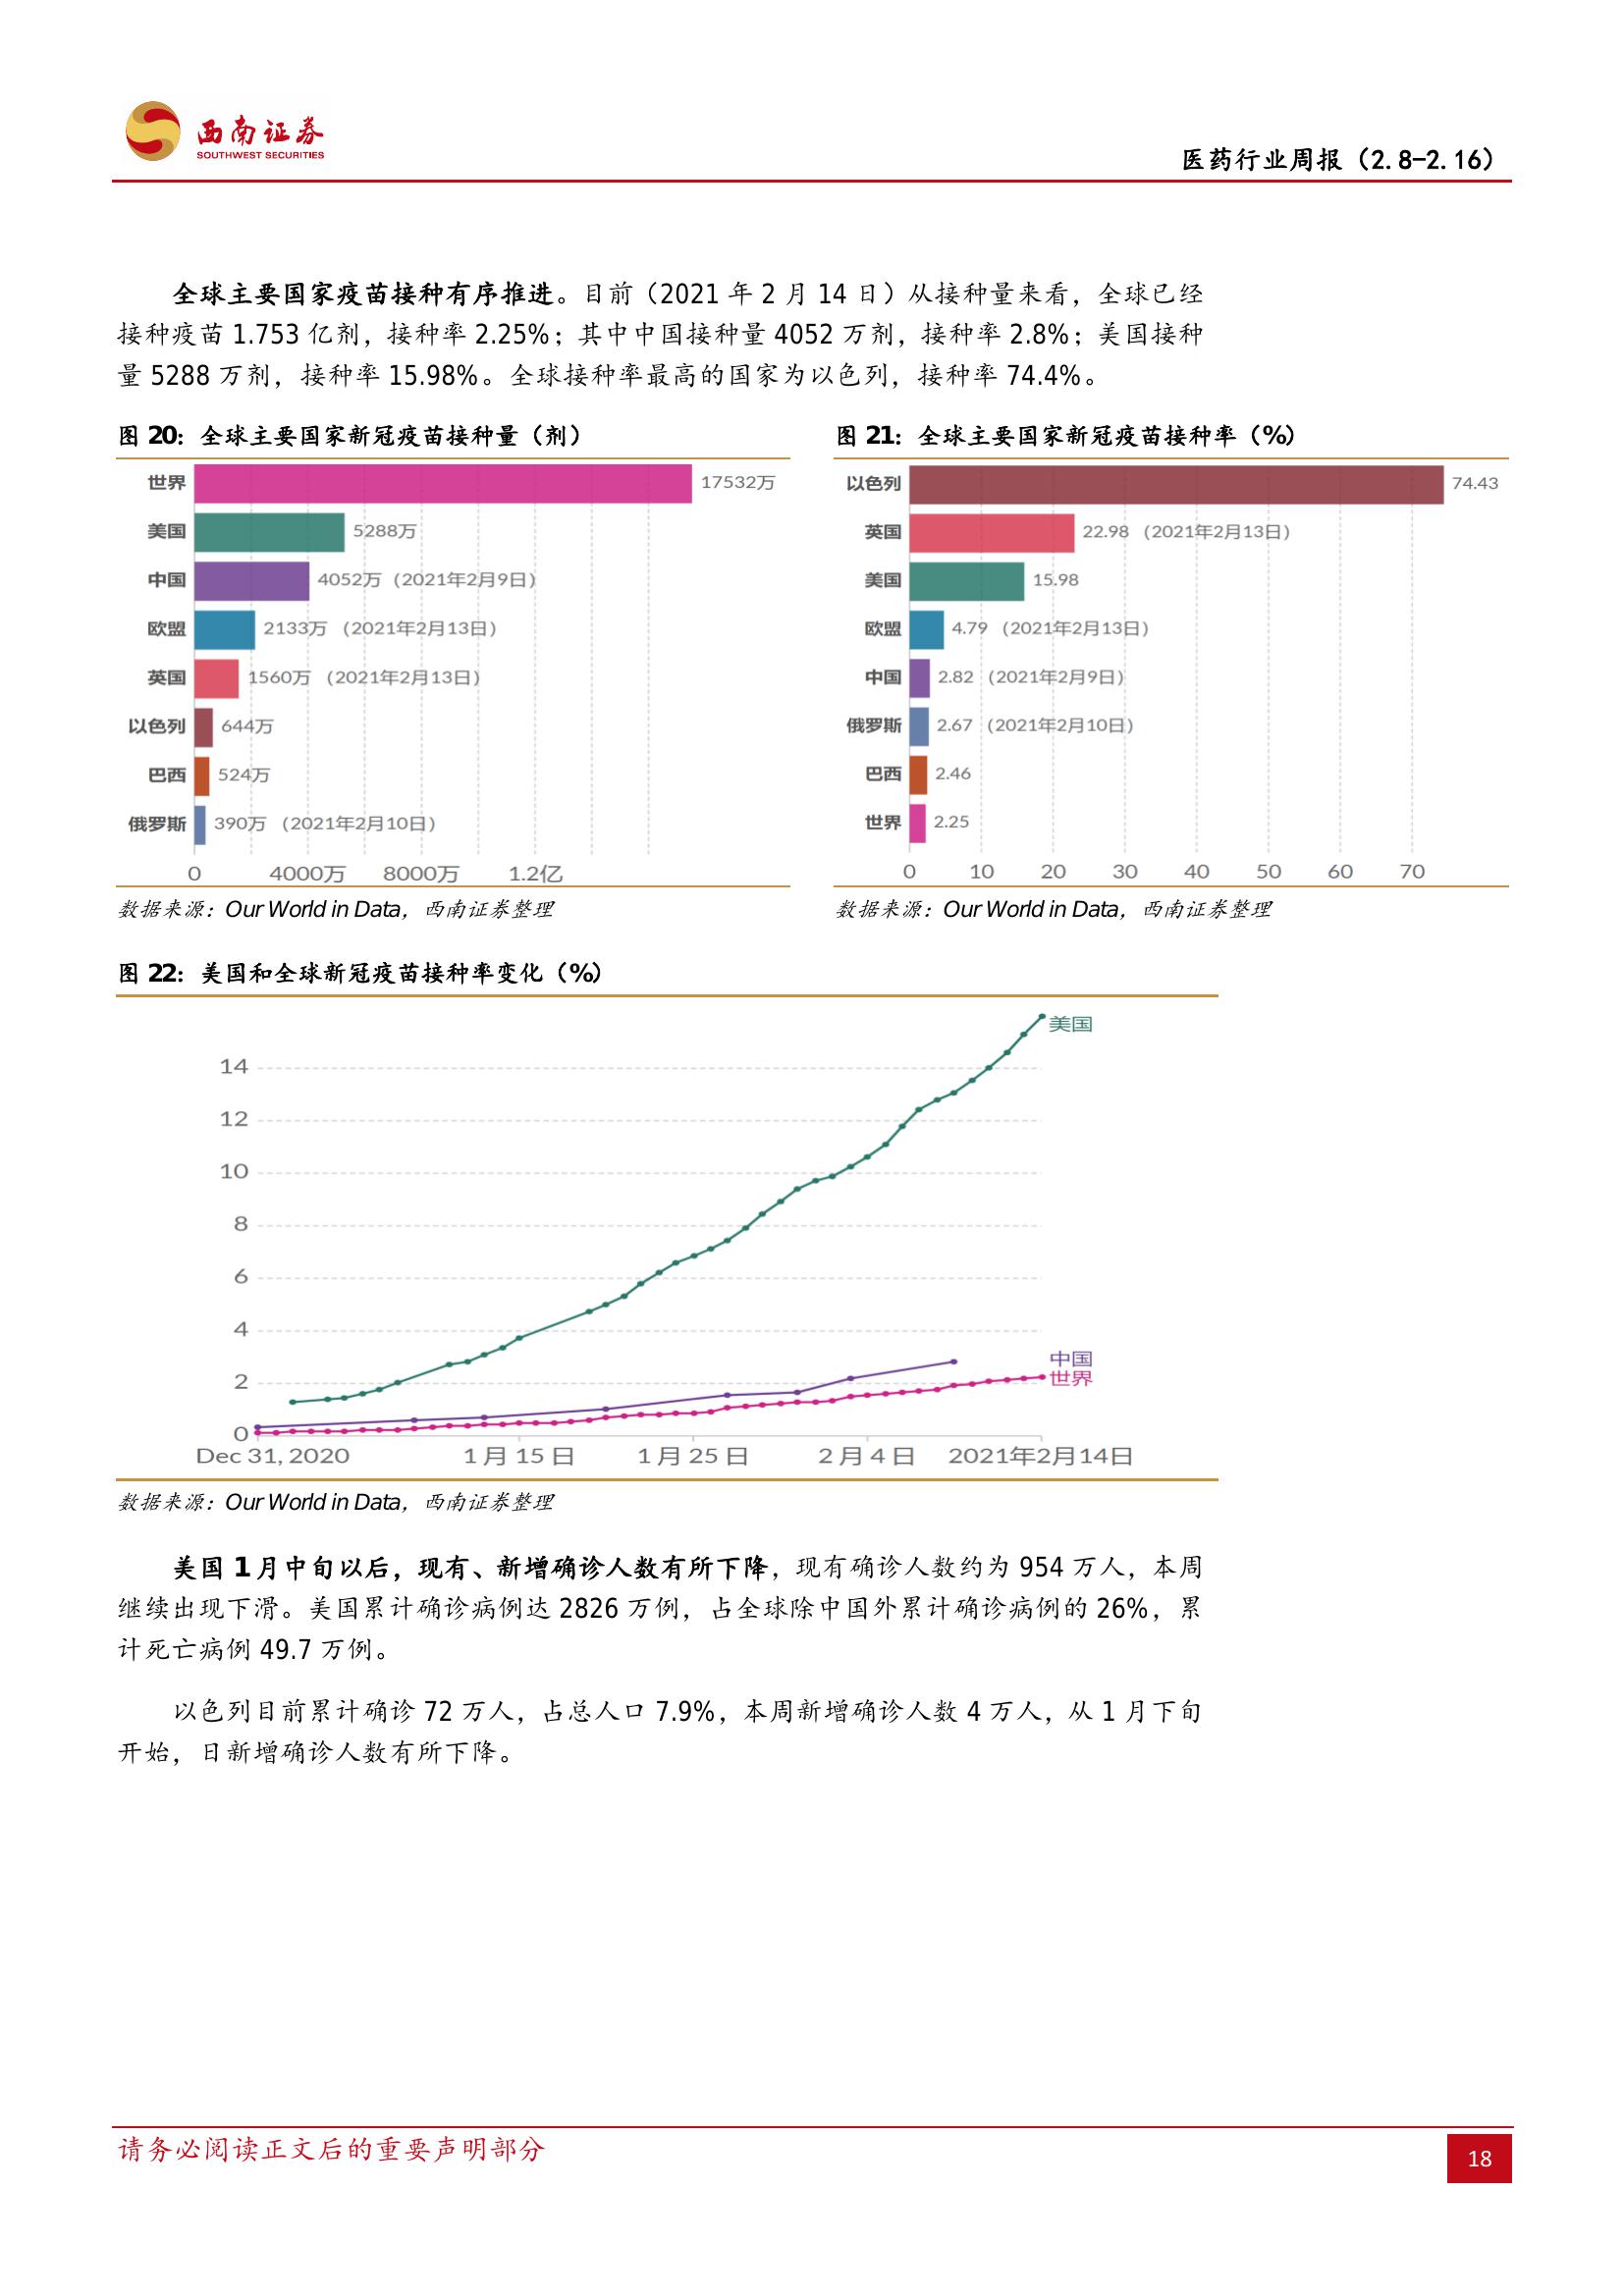 西南证券
SOUTHWEST SECURITIES
医药行业周报（2.8-2.16）
全球主要国家疫苗接种有序推进。目前（2021 年 2 月 14 日）从接种量来看，全球已经
接种疫苗 1.753 亿剂，接种率 2.25%；其中中国接种量 4052 万剂，接种率 2.8%；美国接种
量 5288 万剂，接种率 15.98%。全球接种率最高的国家为以色列，接种率 74.4%。
图 20：全球主要国家新冠疫苗接种量（剂）
世界 17532万
美国 5288万
中国 4052万（2021年2月9日）
欧盟 2133万（2021年2月13日）
英国 1560万（2021年2月13日）
以色列 644万
巴西 524万
俄罗斯 390万（2021年2月10日）
0 4000万 8000万 1.2亿
数据来源：Our World in Data，西南证券整理
图 21：全球主要国家新冠疫苗接种率（%）
以色列 74.43
英国 22.98（2021年2月13日）
美国 15.98
欧盟 4.79（2021年2月13日）
中国 2.82（2021年2月9日）
俄罗斯 2.67（2021年2月10日）
巴西 2.46
世界 2.25
0 10 20 30 40 50 60 70
数据来源：Our World in Data，西南证券整理
图 22：美国和全球新冠疫苗接种率变化（%）
美国
14
12
10
8
6
4
中国
世界
2
0
Dec 31, 2020 1月15日 1月25日 2月4日 2021年2月14日
数据来源：Our World in Data，西南证券整理
美国 1 月中旬以后，现有、新增确诊人数有所下降，现有确诊人数约为 954 万人，本周
继续出现下滑。美国累计确诊病例达 2826 万例，占全球除中国外累计确诊病例的 26%，累
计死亡病例 49.7 万例。
以色列目前累计确诊 72 万人，占总人口 7.9%，本周新增确诊人数 4 万人，从 1 月下旬
开始，日新增确诊人数有所下降。
请务必阅读正文后的重要声明部分
18